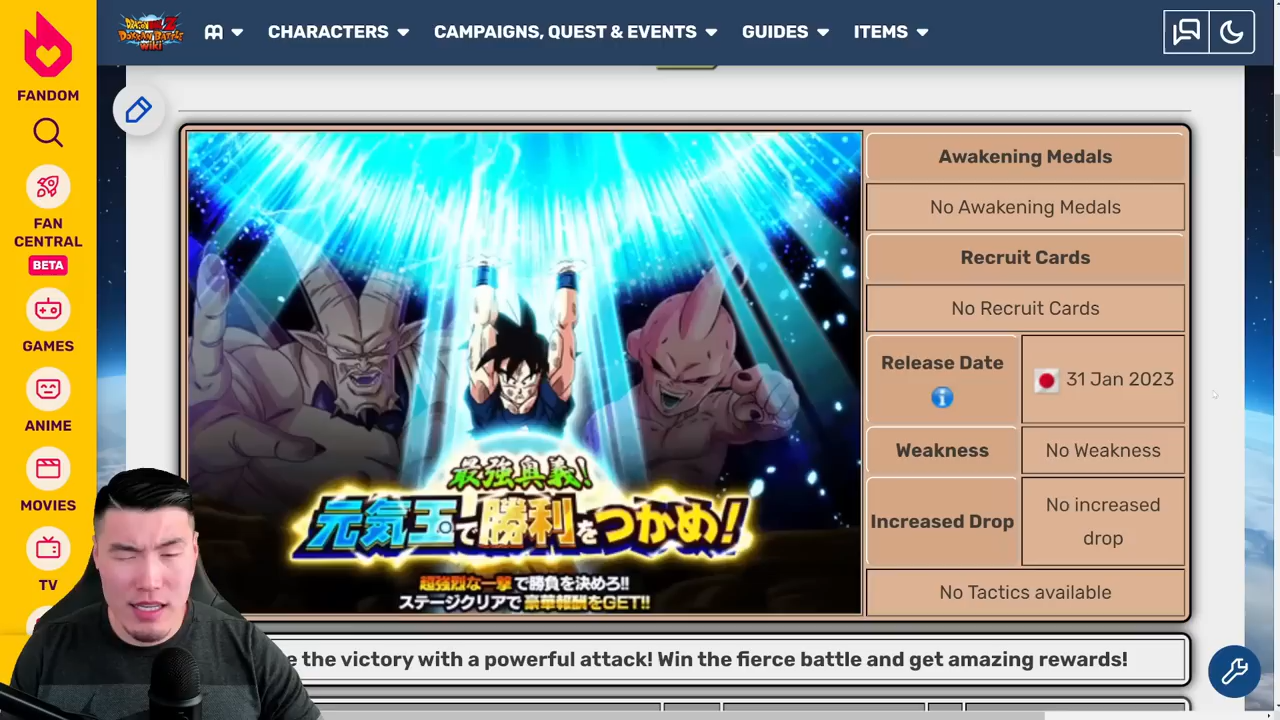 DRAGON BALL Z
DOKKAN BATTLE
WIKI
CHARACTERS
CAMPAIGNS, QUEST & EVENTS
GUIDES
ITEMS
FANDOM
FAN
CENTRAL
BETA
GAMES
ANIME
MOVIES
TV
最強奥義!
元気玉で勝利をつかめ!
超強烈な一撃で勝負を決めろ!!
ステージクリアで豪華報酬をGET!!
Awakening Medals
No Awakening Medals
Recruit Cards
No Recruit Cards
Release Date
31 Jan 2023
Weakness
No Weakness
Increased Drop
No increased
drop
No Tactics available
the victory with a powerful attack! Win the fierce battle and get amazing rewards!